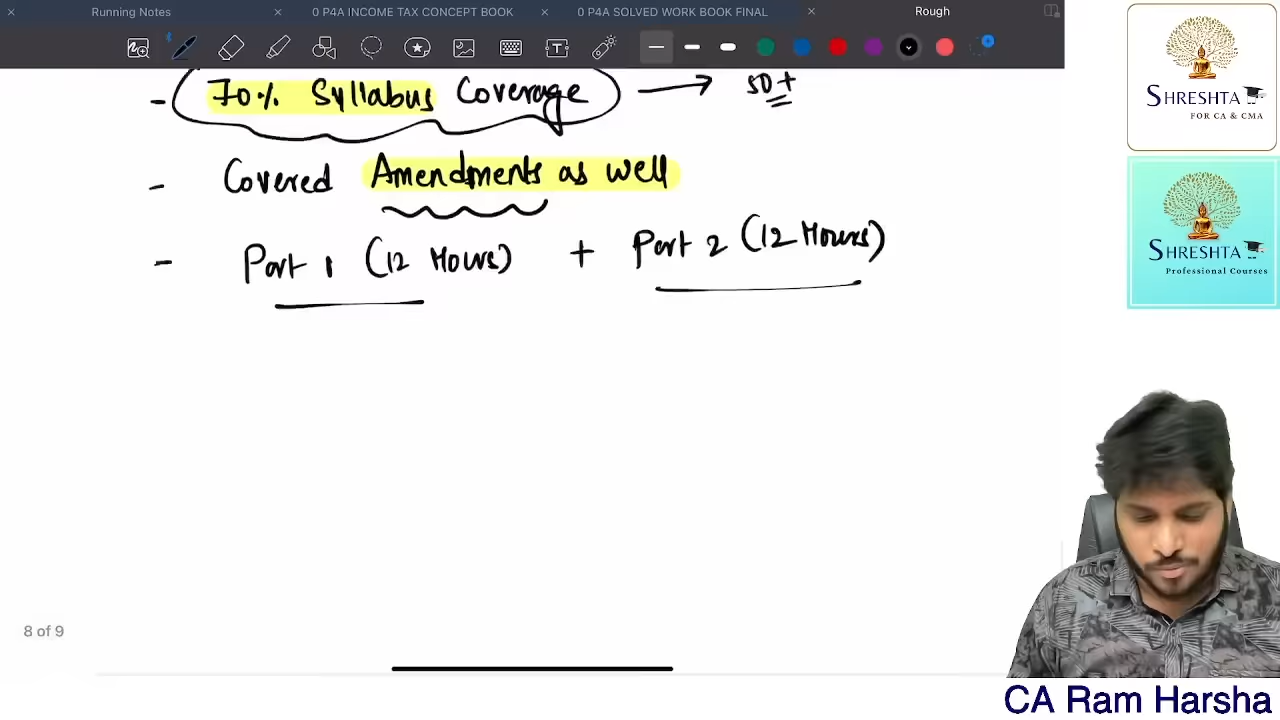 Running Notes
0 P4A INCOME TAX CONCEPT BOOK
0 P4A SOLVED WORK BOOK FINAL
Rough
- 70% Syllabus Coverage → 50+
- Covered Amendments as well
- Part 1 (12 Hours) + Part 2 (12 Hours)
8 of 9
SHRESHTA
FOR CA & CMA
SHRESHTA
Professional Courses
CA Ram Harsha